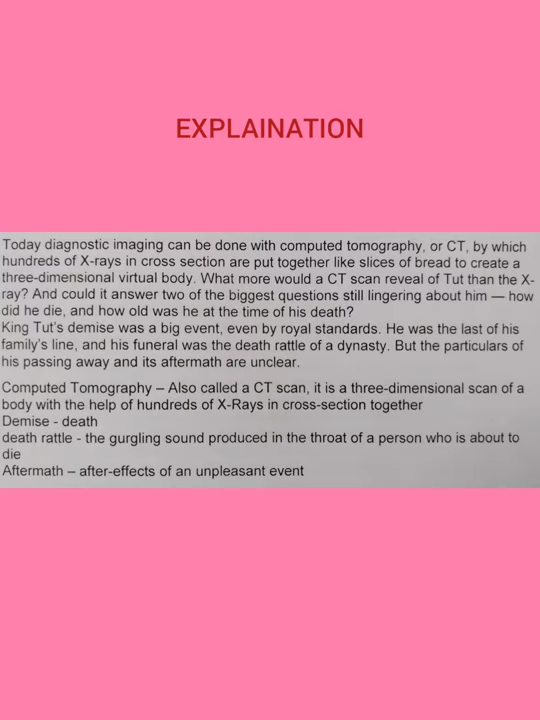 EXPLAINATION
Today diagnostic imaging can be done with computed tomography, or CT, by which
hundreds of X-rays in cross section are put together like slices of bread to create a
three-dimensional virtual body. What more would a CT scan reveal of Tut than the X-
ray? And could it answer two of the biggest questions still lingering about him — how
did he die, and how old was he at the time of his death?
King Tut's demise was a big event, even by royal standards. He was the last of his
family's line, and his funeral was the death rattle of a dynasty. But the particulars of
his passing away and its aftermath are unclear.
Computed Tomography – Also called a CT scan, it is a three-dimensional scan of a
body with the help of hundreds of X-Rays in cross-section together
Demise - death
death rattle - the gurgling sound produced in the throat of a person who is about to
die
Aftermath – after-effects of an unpleasant event